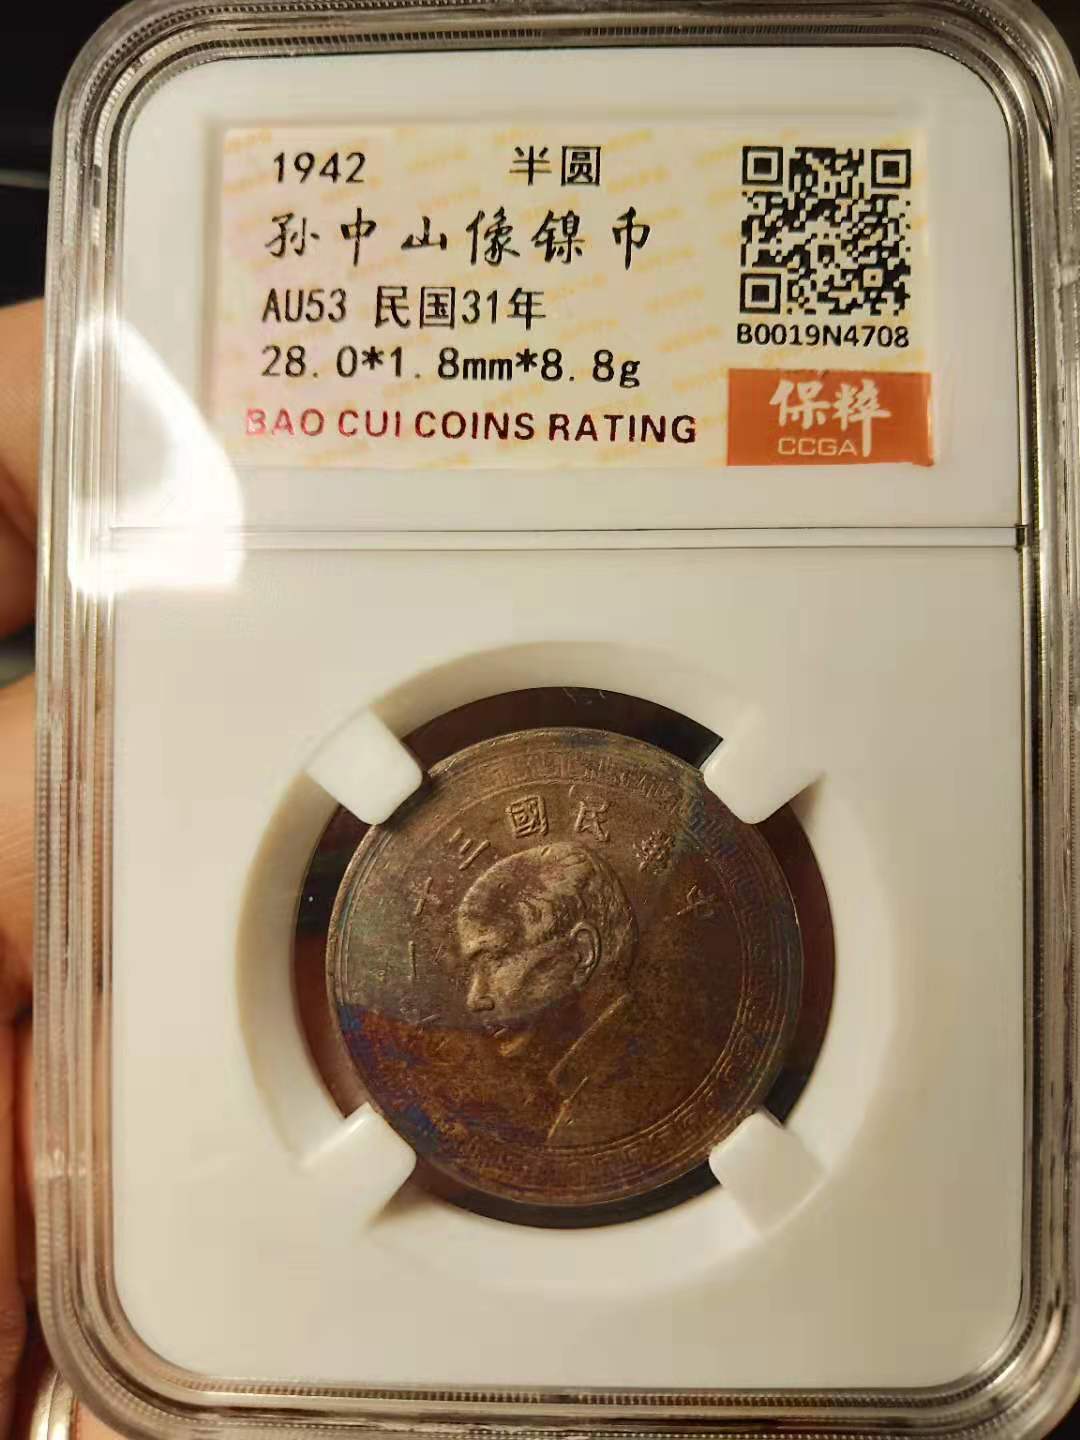 1942 半圆
孙中山像镍币
AU53 民国31年
28.0*1.8mm*8.8g
BAO CUI COINS RATING
B0019N4708
保粹
CCGA
中華民國三十一年